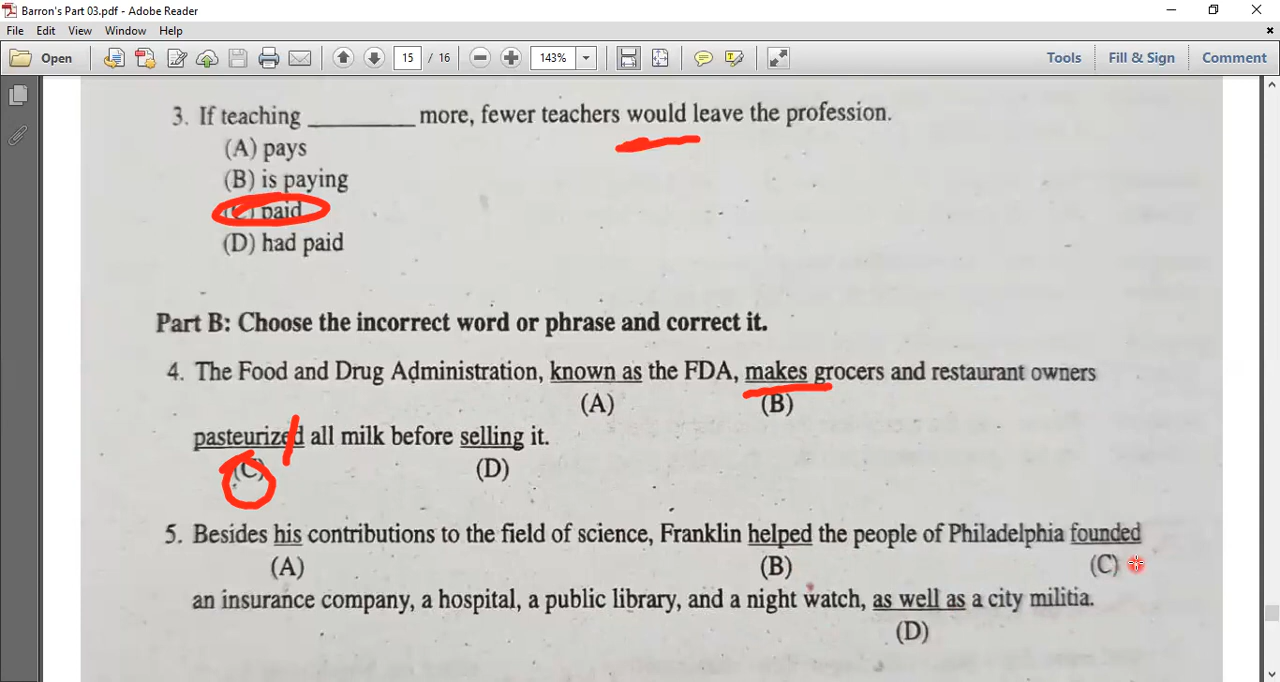 Barron's Part 03.pdf - Adobe Reader
File Edit View Window Help
Open 15 / 16 143% Tools Fill & Sign Comment
3. If teaching ________ more, fewer teachers would leave the profession.
(A) pays
(B) is paying
(C) paid
(D) had paid
Part B: Choose the incorrect word or phrase and correct it.
4. The Food and Drug Administration, known as the FDA, makes grocers and restaurant owners
(A) (B)
pasteurized all milk before selling it.
(C) (D)
5. Besides his contributions to the field of science, Franklin helped the people of Philadelphia founded
(A) (B) (C)
an insurance company, a hospital, a public library, and a night watch, as well as a city militia.
(D)